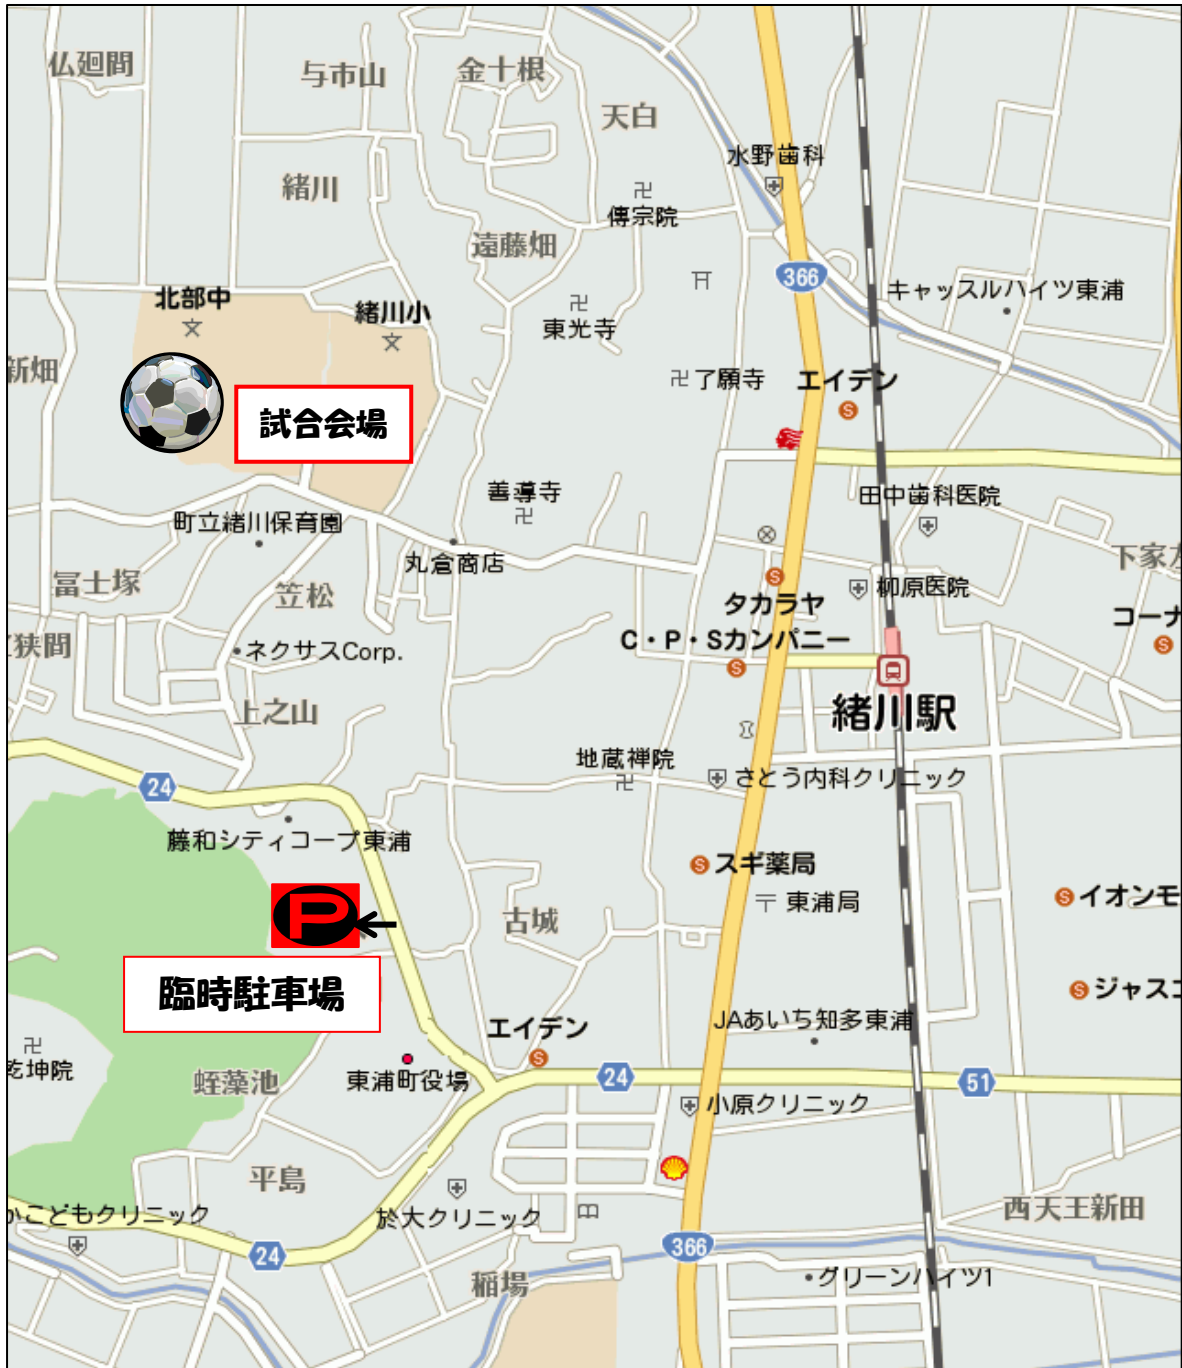 仏廻間
与市山
金十根
天白
水野歯科
緒川
傳宗院
遠藤畑
366
キャッスルハイツ東浦
北部中
緒川小
東光寺
新畑
了願寺
エイデン
試合会場
善導寺
田中歯科医院
町立緒川保育園
丸倉商店
下家左
冨士塚
笠松
柳原医院
タカラヤ
コーナ
C・P・Sカンパニー
狭間
ネクサスCorp.
上之山
緒川駅
地蔵禅院
さとう内科クリニック
24
藤和シティコープ東浦
スギ薬局
イオンモ
P
東浦局
古城
臨時駐車場
ジャスコ
エイデン
JAあいち知多東浦
乾坤院
蛭藻池
東浦町役場
24
51
小原クリニック
平島
かこどもクリニック
於大クリニック
西天王新田
24
366
稲場
グリーンハイツ1